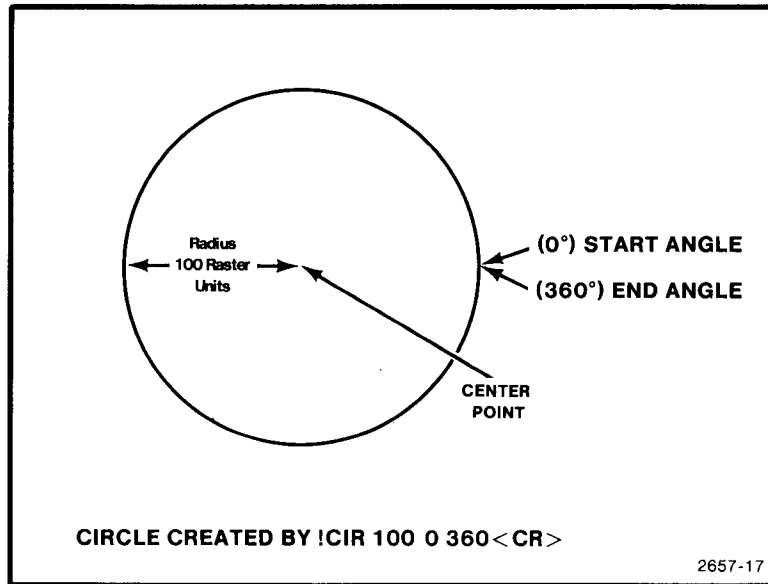 Radius
100 Raster
Units
(0°) START ANGLE
(360°) END ANGLE
CENTER
POINT
CIRCLE CREATED BY !CIR 100 0 360<CR>
2657-17